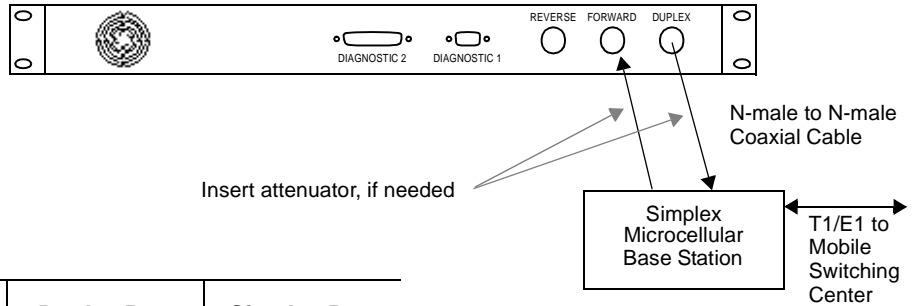 REVERSE FORWARD DUPLEX
DIAGNOSTIC 2 DIAGNOSTIC 1
N-male to N-male
Coaxial Cable
Insert attenuator, if needed
Simplex
Microcellular
Base Station
T1/E1 to
Mobile
Switching
Center